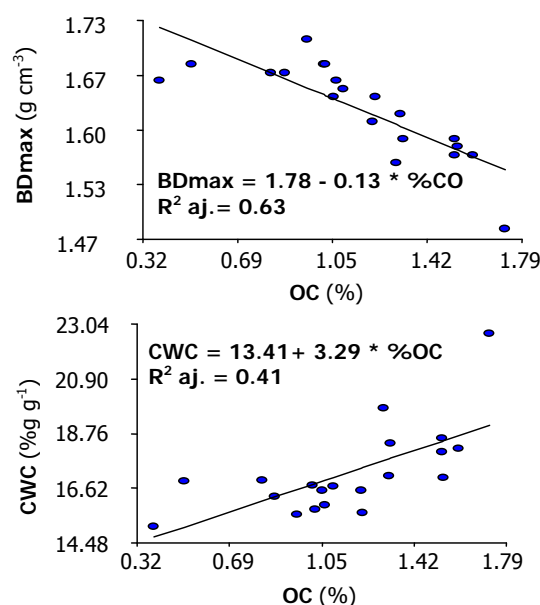 1.73
1.67
1.60
1.53
1.47
BDmax
(g cm⁻³)
BDmax = 1.78 - 0.13 * %CO
R² aj.= 0.63
0.32 0.69 1.05 1.42 1.79
OC (%)
23.04
20.90
18.76
16.62
14.48
CWC (%g g⁻¹)
CWC = 13.41+ 3.29 * %OC
R² aj. = 0.41
0.32 0.69 1.05 1.42 1.79
OC (%)